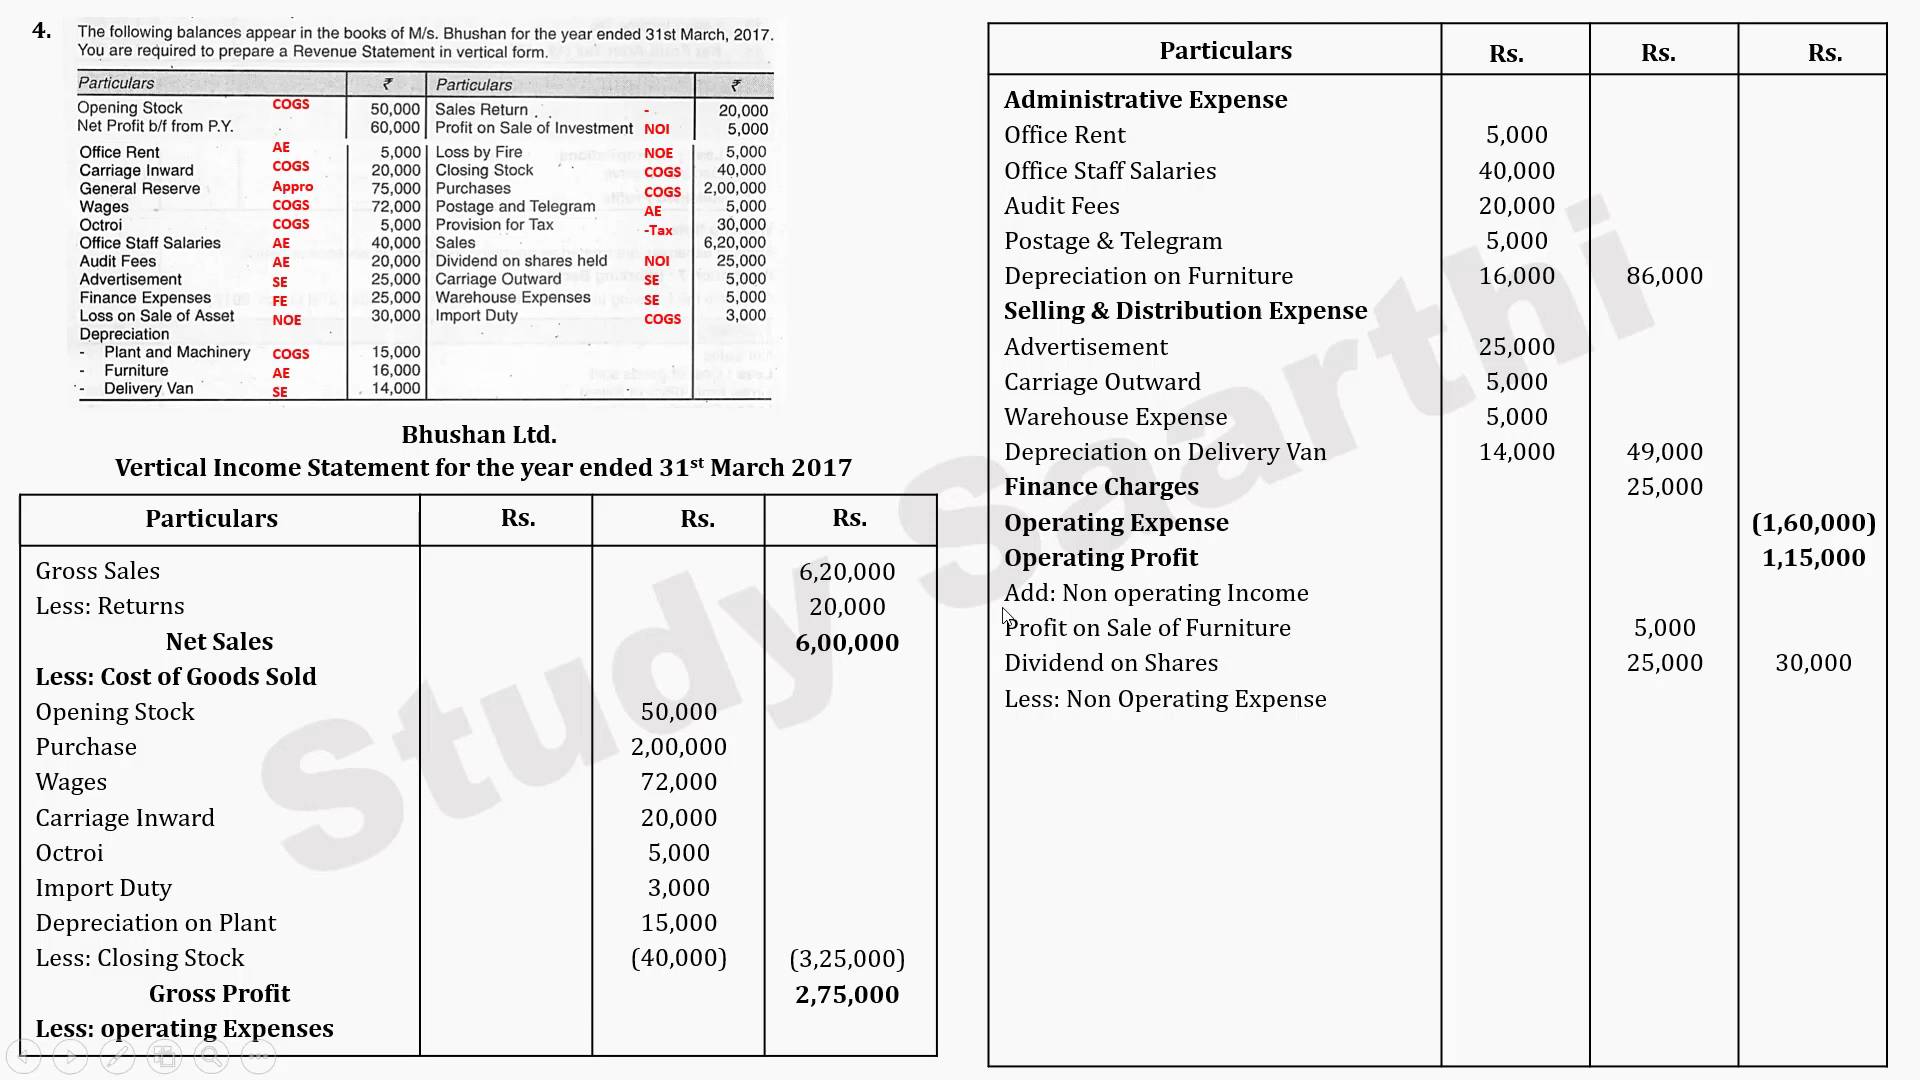 4. The following balances appear in the books of M/s. Bhushan for the year ended 31st March, 2017.
You are required to prepare a Revenue Statement in vertical form.
Particulars ₹ Particulars ₹
Opening Stock COGS 50,000 Sales Return - 20,000
Net Profit b/f from P.Y. 60,000 Profit on Sale of Investment NOI 5,000
Office Rent AE 5,000 Loss by Fire NOE 5,000
Carriage Inward COGS 20,000 Closing Stock COGS 40,000
General Reserve Appro 75,000 Purchases COGS 2,00,000
Wages COGS 72,000 Postage and Telegram AE 5,000
Octroi COGS 5,000 Provision for Tax -Tax 30,000
Office Staff Salaries AE 40,000 Sales 6,20,000
Audit Fees AE 20,000 Dividend on shares held NOI 25,000
Advertisement SE 25,000 Carriage Outward SE 5,000
Finance Expenses FE 25,000 Warehouse Expenses SE 5,000
Loss on Sale of Asset NOE 30,000 Import Duty COGS 3,000
Depreciation
- Plant and Machinery COGS 15,000
- Furniture AE 16,000
- Delivery Van SE 14,000
Bhushan Ltd.
Vertical Income Statement for the year ended 31st March 2017
Particulars Rs. Rs. Rs.
Gross Sales 6,20,000
Less: Returns 20,000
Net Sales 6,00,000
Less: Cost of Goods Sold
Opening Stock 50,000
Purchase 2,00,000
Wages 72,000
Carriage Inward 20,000
Octroi 5,000
Import Duty 3,000
Depreciation on Plant 15,000
Less: Closing Stock (40,000) (3,25,000)
Gross Profit 2,75,000
Less: operating Expenses
Particulars Rs. Rs. Rs.
Administrative Expense
Office Rent 5,000
Office Staff Salaries 40,000
Audit Fees 20,000
Postage & Telegram 5,000
Depreciation on Furniture 16,000 86,000
Selling & Distribution Expense
Advertisement 25,000
Carriage Outward 5,000
Warehouse Expense 5,000
Depreciation on Delivery Van 14,000 49,000
Finance Charges 25,000
Operating Expense (1,60,000)
Operating Profit 1,15,000
Add: Non operating Income
Profit on Sale of Furniture 5,000
Dividend on Shares 25,000 30,000
Less: Non Operating Expense
Study Saarthi